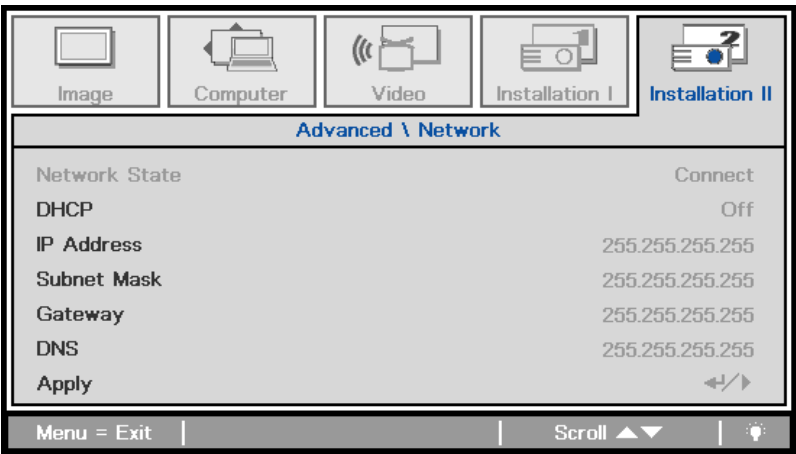 Image Computer Video Installation I Installation II
Advanced \ Network
Network State Connect
DHCP Off
IP Address 255.255.255.255
Subnet Mask 255.255.255.255
Gateway 255.255.255.255
DNS 255.255.255.255
Apply
Menu = Exit Scroll ▲▼